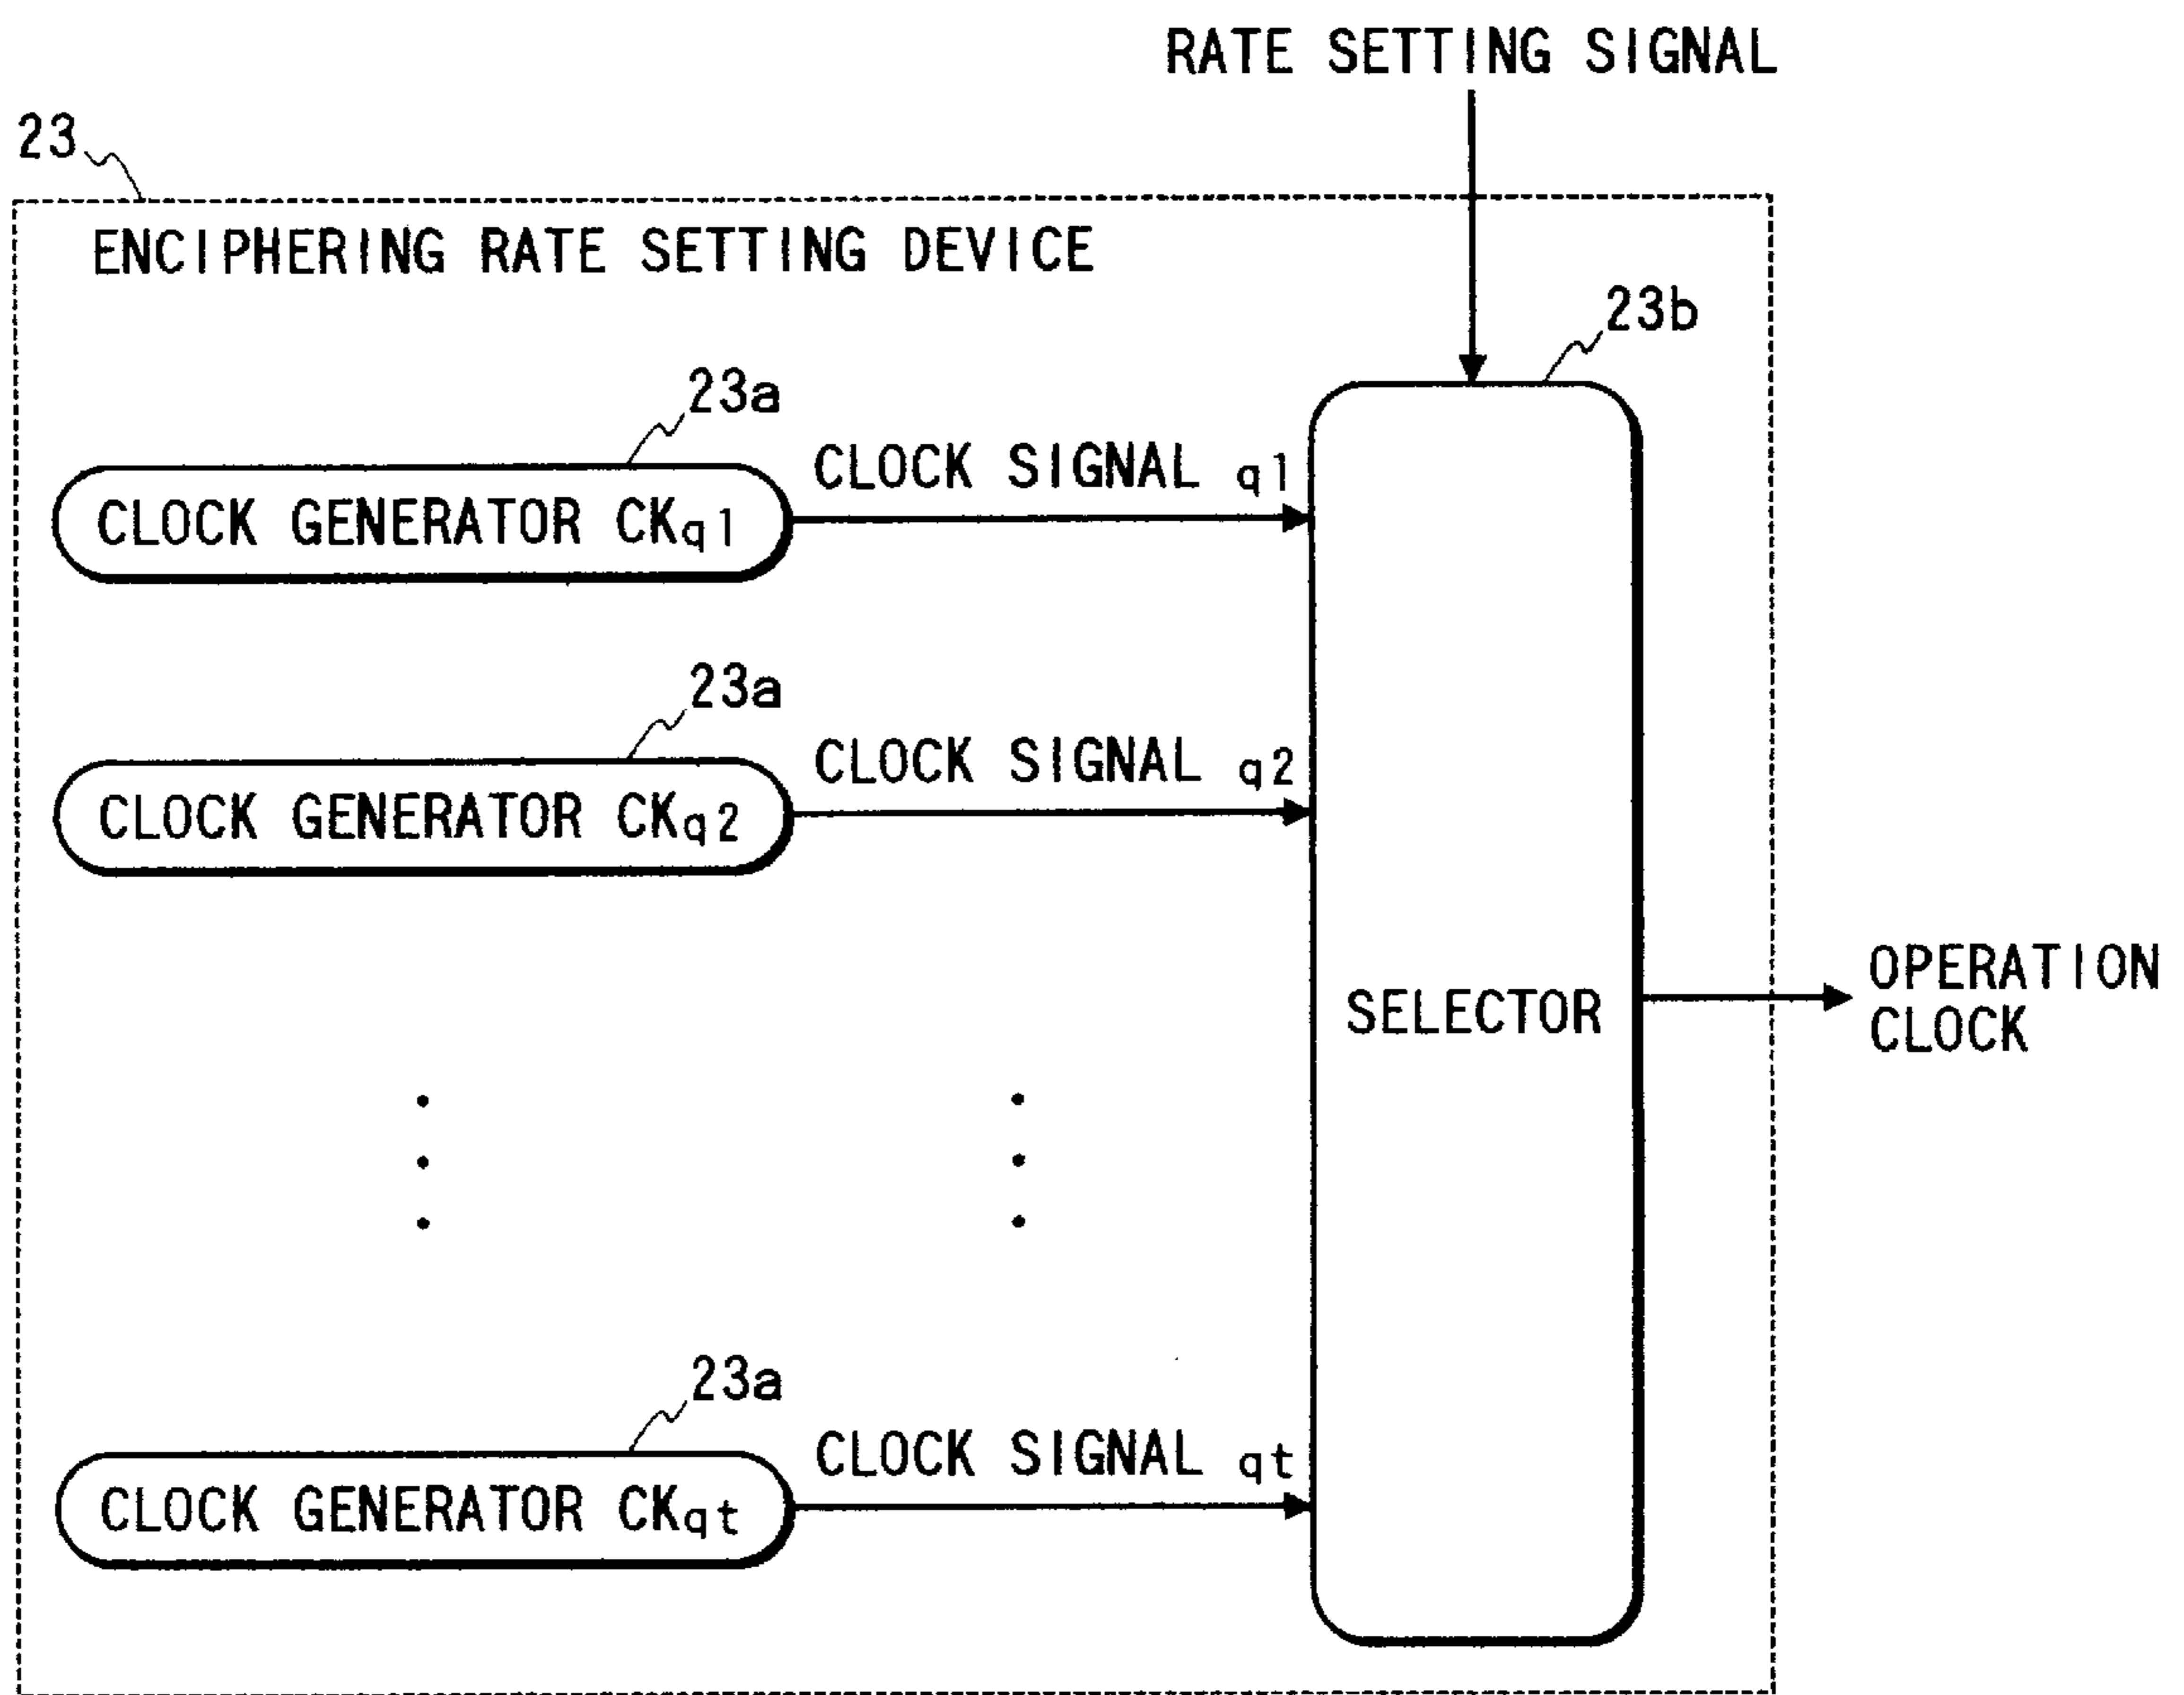 RATE SETTING SIGNAL
23
ENCIPHERING RATE SETTING DEVICE
23b
23a
CLOCK SIGNAL q1
CLOCK GENERATOR CKq1
23a
CLOCK SIGNAL q2
CLOCK GENERATOR CKq2
OPERATION
CLOCK
SELECTOR
23a
CLOCK SIGNAL qt
CLOCK GENERATOR CKqt